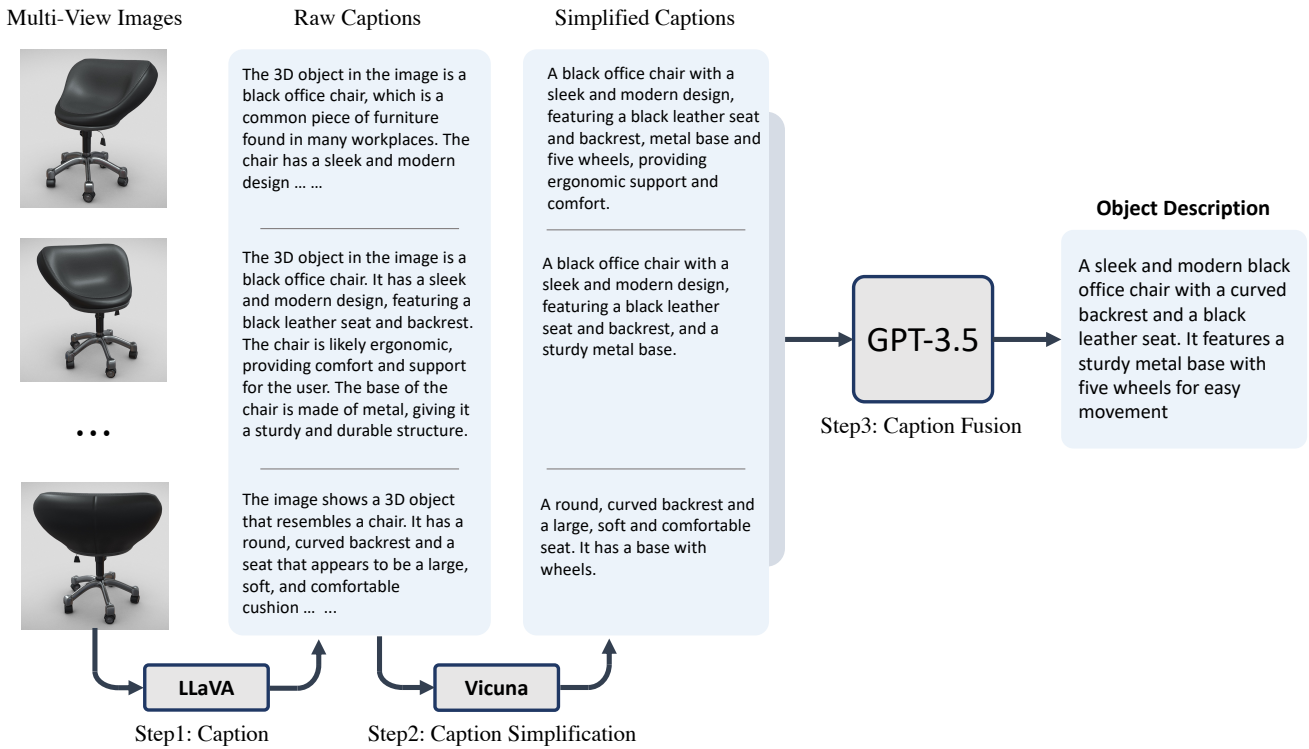 Multi-View Images
Raw Captions
Simplified Captions
The 3D object in the image is a
black office chair, which is a
common piece of furniture
found in many workplaces. The
chair has a sleek and modern
design … …
The 3D object in the image is a
black office chair. It has a sleek
and modern design, featuring a
black leather seat and backrest.
The chair is likely ergonomic,
providing comfort and support
for the user. The base of the
chair is made of metal, giving it
a sturdy and durable structure.
The image shows a 3D object
that resembles a chair. It has a
round, curved backrest and a
seat that appears to be a large,
soft, and comfortable
cushion … ...
A black office chair with a
sleek and modern design,
featuring a black leather seat
and backrest, metal base and
five wheels, providing
ergonomic support and
comfort.
A black office chair with a
sleek and modern design,
featuring a black leather
seat and backrest, and a
sturdy metal base.
A round, curved backrest and
a large, soft and comfortable
seat. It has a base with
wheels.
...
LLaVA
Step1: Caption
Vicuna
Step2: Caption Simplification
GPT-3.5
Step3: Caption Fusion
Object Description
A sleek and modern black
office chair with a curved
backrest and a black
leather seat. It features a
sturdy metal base with
five wheels for easy
movement